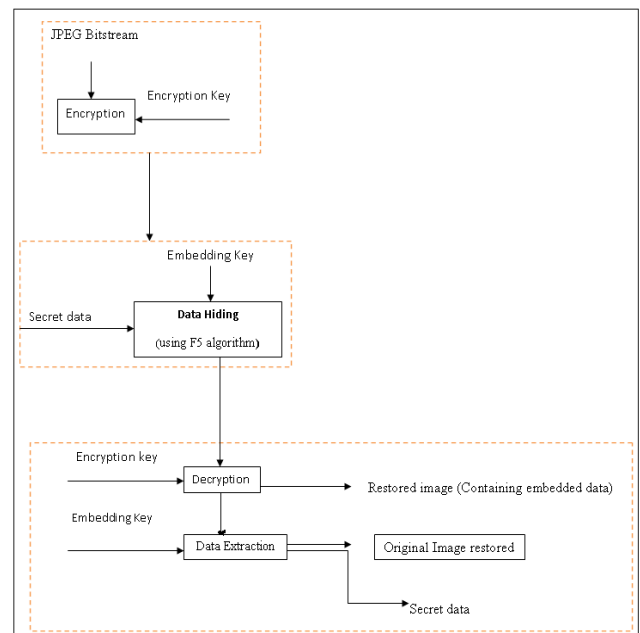 JPEG Bitstream
Encryption Key
Encryption
Embedding Key
Secret data
Data Hiding
(using F5 algorithm)
Encryption key
Decryption
Restored image (Containing embedded data)
Embedding Key
Data Extraction
Original Image restored
Secret data